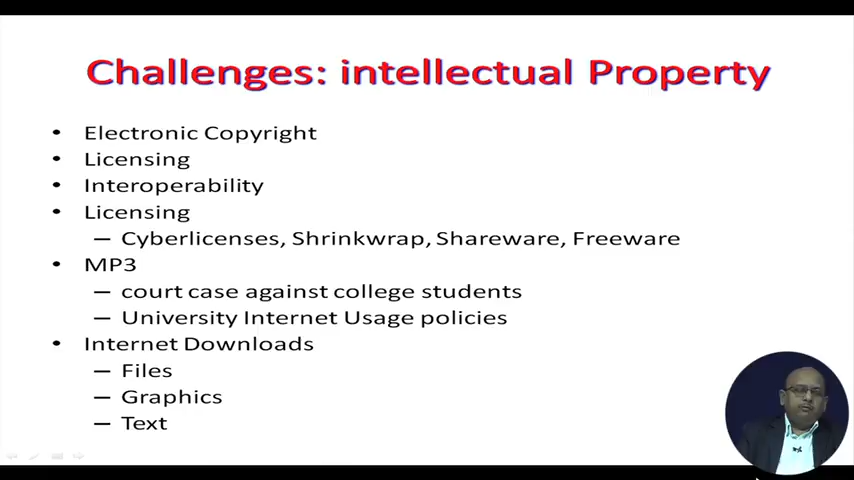 Challenges: intellectual Property
• Electronic Copyright
• Licensing
• Interoperability
• Licensing
– Cyberlicenses, Shrinkwrap, Shareware, Freeware
• MP3
– court case against college students
– University Internet Usage policies
• Internet Downloads
– Files
– Graphics
– Text